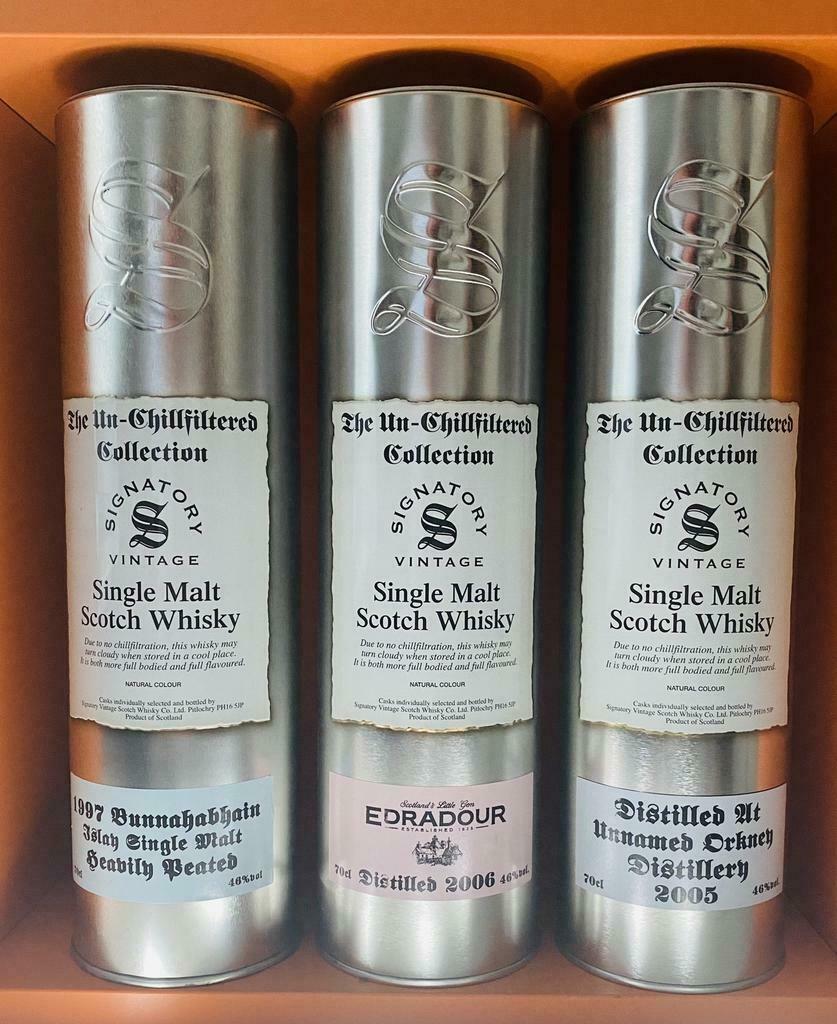 The Un-Chillfiltered
Collection
SIGNATORY
S
VINTAGE
Single Malt
Scotch Whisky
Due to no chillfiltration, this whisky may
turn cloudy when stored in a cool place.
It is both more full bodied and full flavoured.
NATURAL COLOUR
Casks individually selected and bottled by
Signatory Vintage Scotch Whisky Co. Ltd. Pitlochry PH16 5JP
Product of Scotland
1997 Bunnahabhain
Islay Single Malt
Heavily Peated
46%vol
S
The Un-Chillfiltered
Collection
SIGNATORY
S
VINTAGE
Single Malt
Scotch Whisky
Due to no chillfiltration, this whisky may
turn cloudy when stored in a cool place.
It is both more full bodied and full flavoured.
NATURAL COLOUR
Casks individually selected and bottled by
Signatory Vintage Scotch Whisky Co. Ltd. Pitlochry PH16 5JP
Product of Scotland
Scotland's Little Gem
EDRADOUR
ESTABLISHED 1825
70cl Distilled 2006 46%vol.
S
The Un-Chillfiltered
Collection
SIGNATORY
S
VINTAGE
Single Malt
Scotch Whisky
Due to no chillfiltration, this whisky may
turn cloudy when stored in a cool place.
It is both more full bodied and full flavoured.
NATURAL COLOUR
Casks individually selected and bottled by
Signatory Vintage Scotch Whisky Co. Ltd. Pitlochry PH16 5JP
Product of Scotland
Distilled At
Unnamed Orkney
Distillery
70cl 2005 46%vol.
S